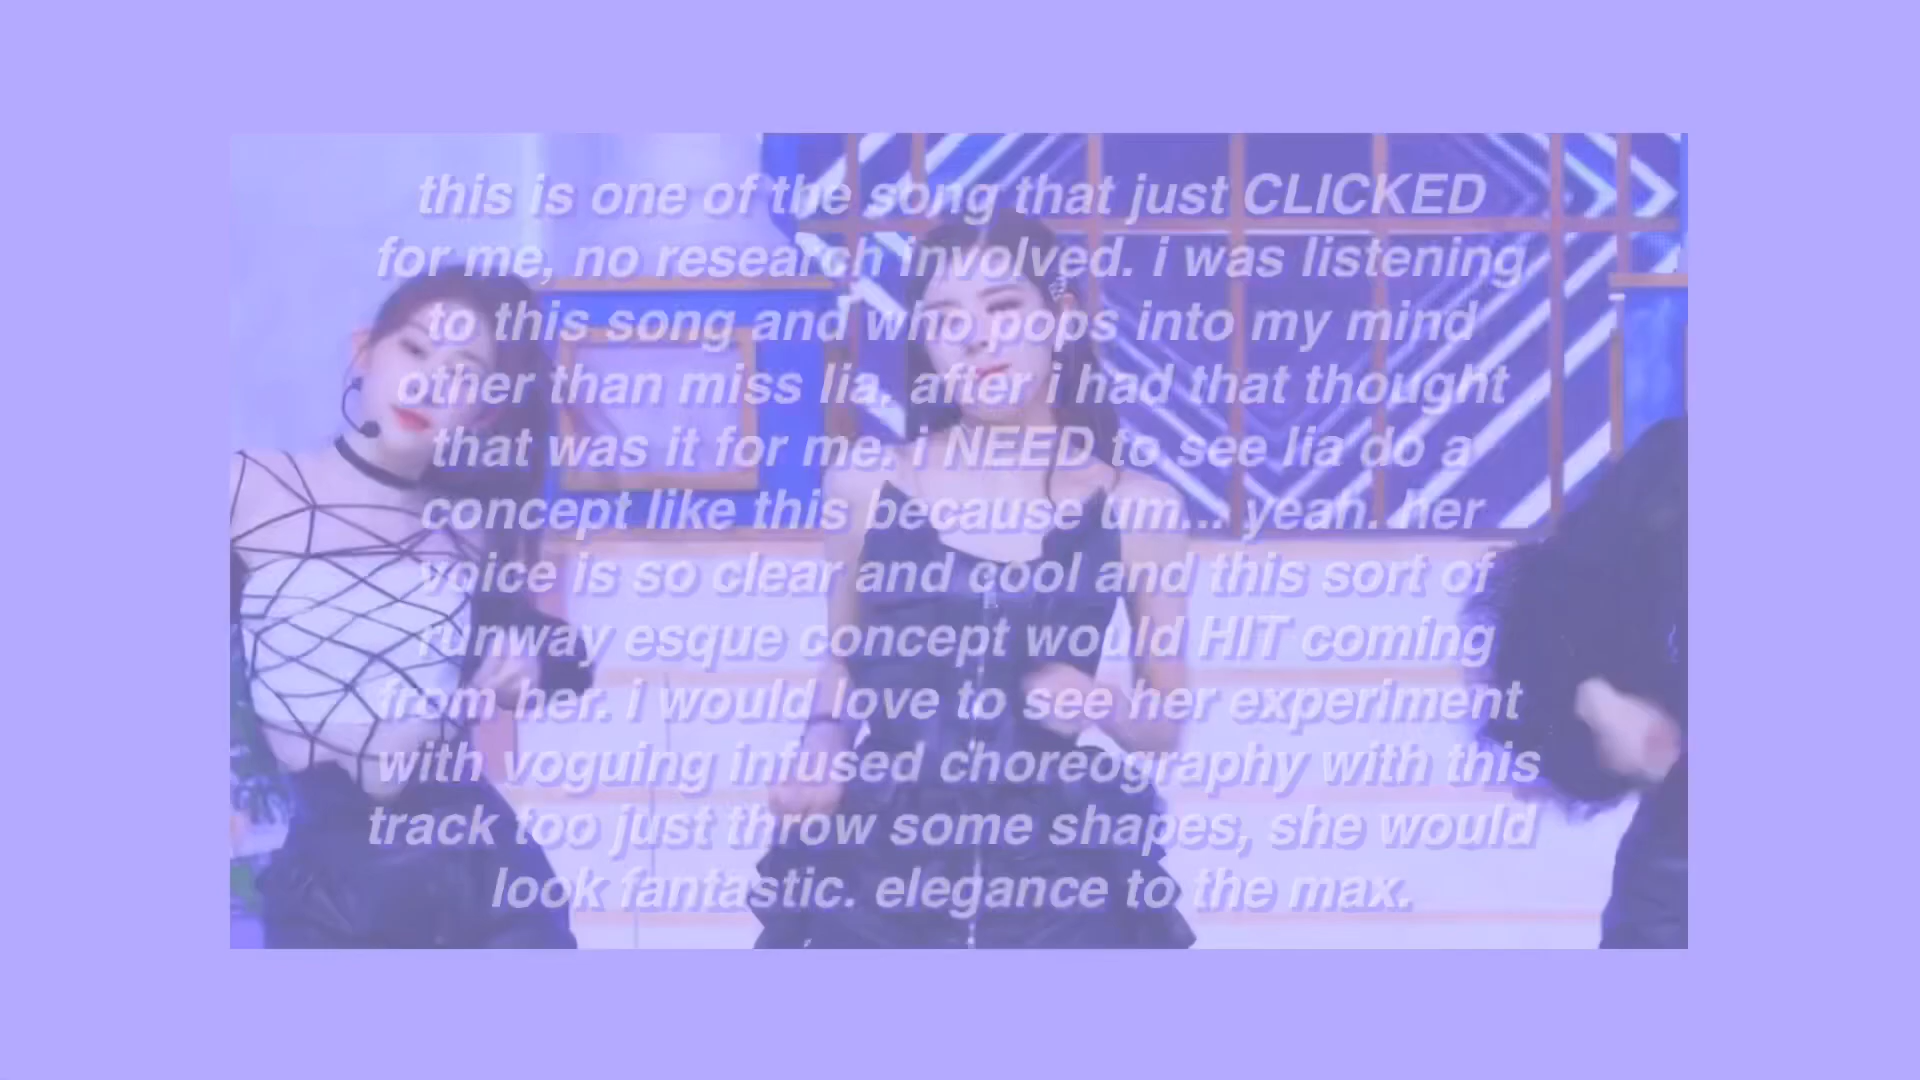 this is one of the song that just CLICKED
for me, no research involved. i was listening
to this song and who pops into my mind
other than miss lia. after i had that thought
that was it for me. i NEED to see lia do a
concept like this because um... yeah. her
voice is so clear and cool and this sort of
runway esque concept would HIT coming
from her. i would love to see her experiment
with voguing infused choreography with this
track too just throw some shapes, she would
look fantastic. elegance to the max.